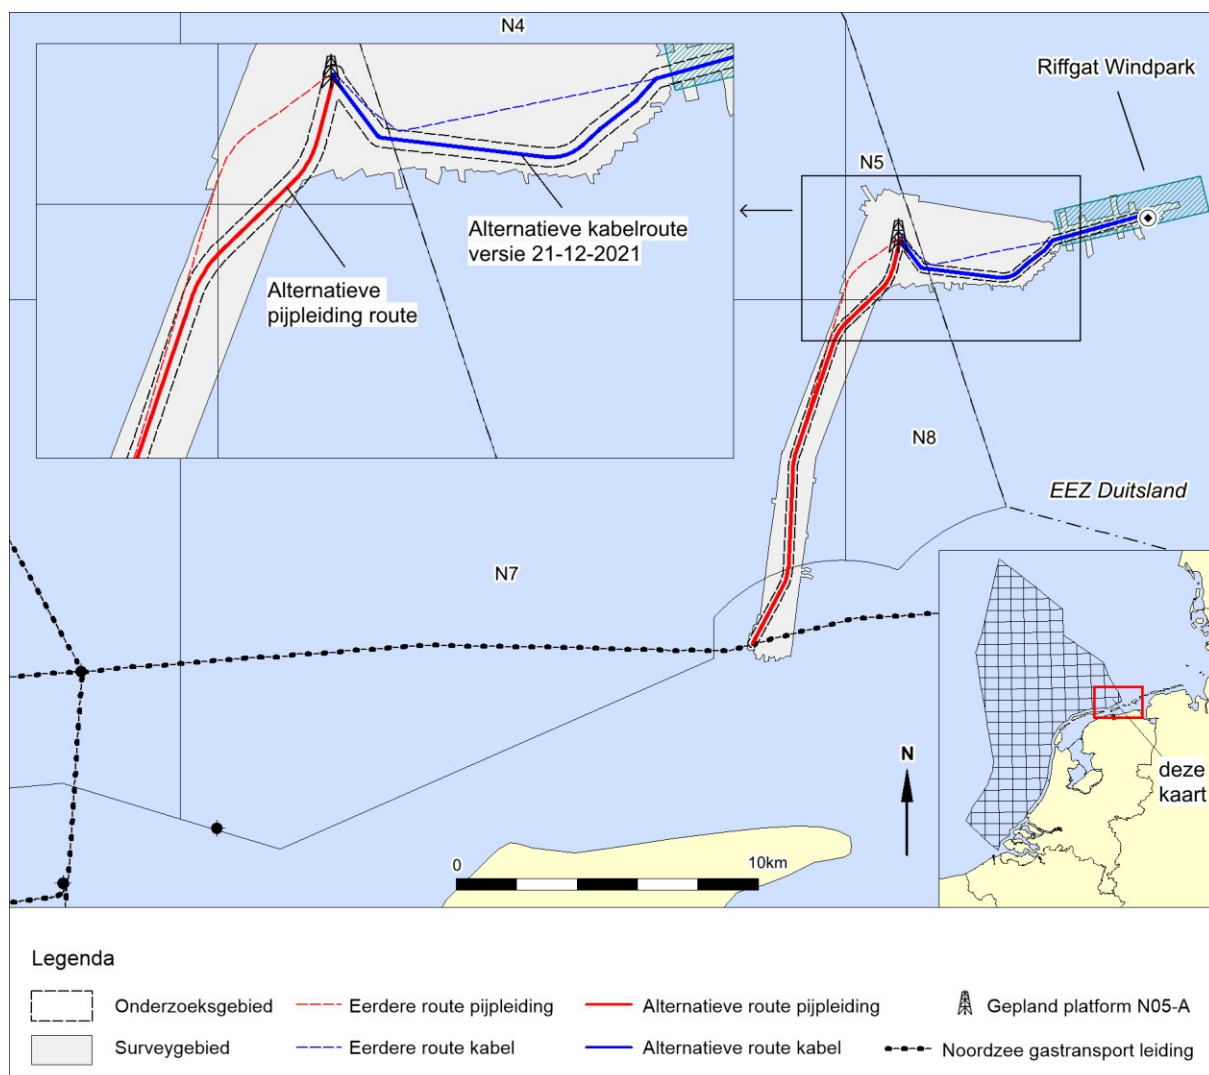 N4
Riffgat Windpark
N5
Alternatieve kabelroute
versie 21-12-2021
Alternatieve
pijpleiding route
N8
EEZ Duitsland
N7
N
deze
kaart
0
10km
Legenda
Onderzoeksgebied
Eerdere route pijpleiding
Alternatieve route pijpleiding
Gepland platform N05-A
Surveygebied
Eerdere route kabel
Alternatieve route kabel
Noordzee gastransport leiding